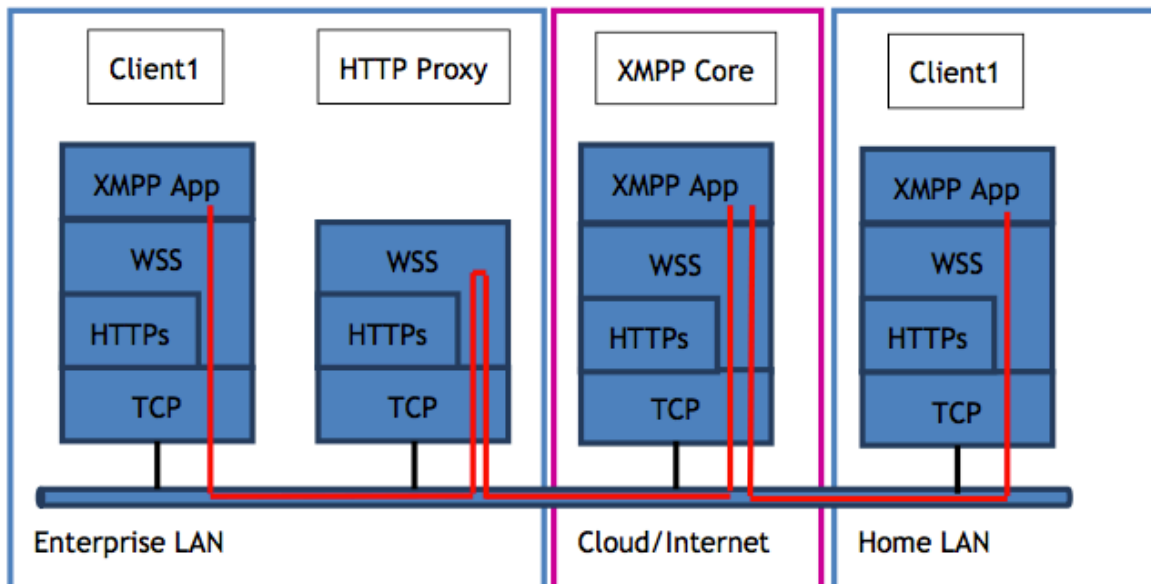 Client1
HTTP Proxy
XMPP Core
Client1
XMPP App
WSS
HTTPs
TCP
WSS
HTTPs
TCP
XMPP App
WSS
HTTPs
TCP
XMPP App
WSS
HTTPs
TCP
Enterprise LAN
Cloud/Internet
Home LAN